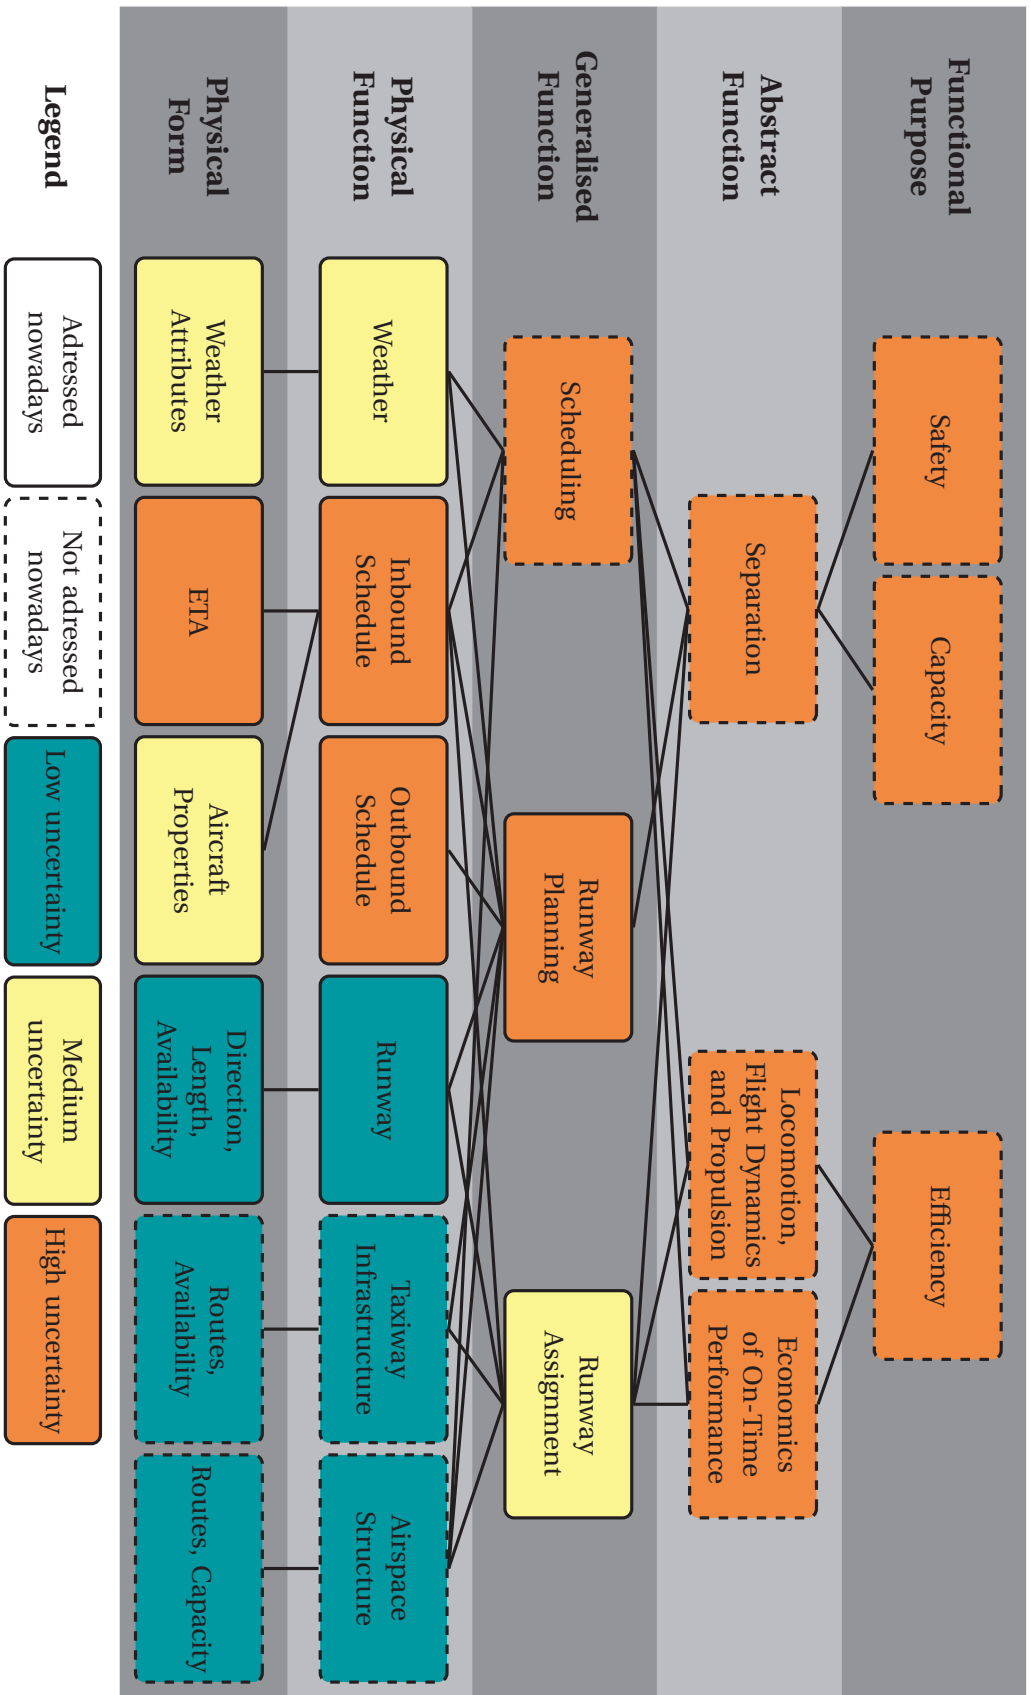 Functional
Purpose
Safety
Capacity
Efficiency
Abstract
Function
Separation
Locomotion,
Flight Dynamics
and Propulsion
Economics
of On-Time
Performance
Generalised
Function
Scheduling
Runway
Planning
Runway
Assignment
Physical
Function
Weather
Inbound
Schedule
Outbound
Schedule
Runway
Taxiway
Infrastructure
Airspace
Structure
Physical
Form
Weather
Attributes
ETA
Aircraft
Properties
Direction,
Length,
Availability
Routes,
Availability
Routes, Capacity
Legend
Adressed
nowadays
Not adressed
nowadays
Low uncertainty
Medium
uncertainty
High uncertainty